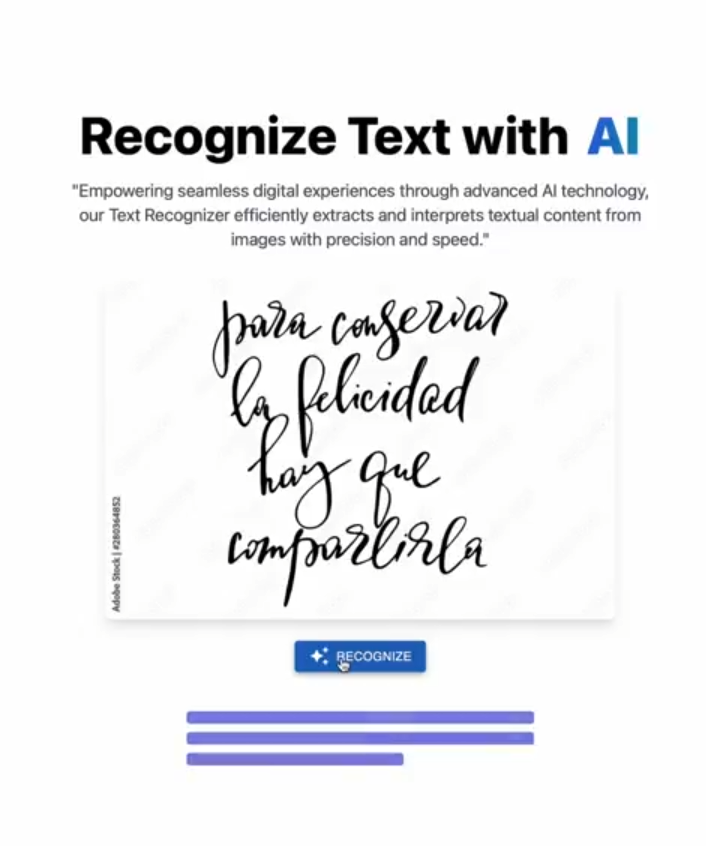 Recognize Text with AI
"Empowering seamless digital experiences through advanced AI technology,
our Text Recognizer efficiently extracts and interprets textual content from
images with precision and speed."
para conservar
la felicidad
hay que
compartirla
Adobe Stock | #280364852
RECOGNIZE